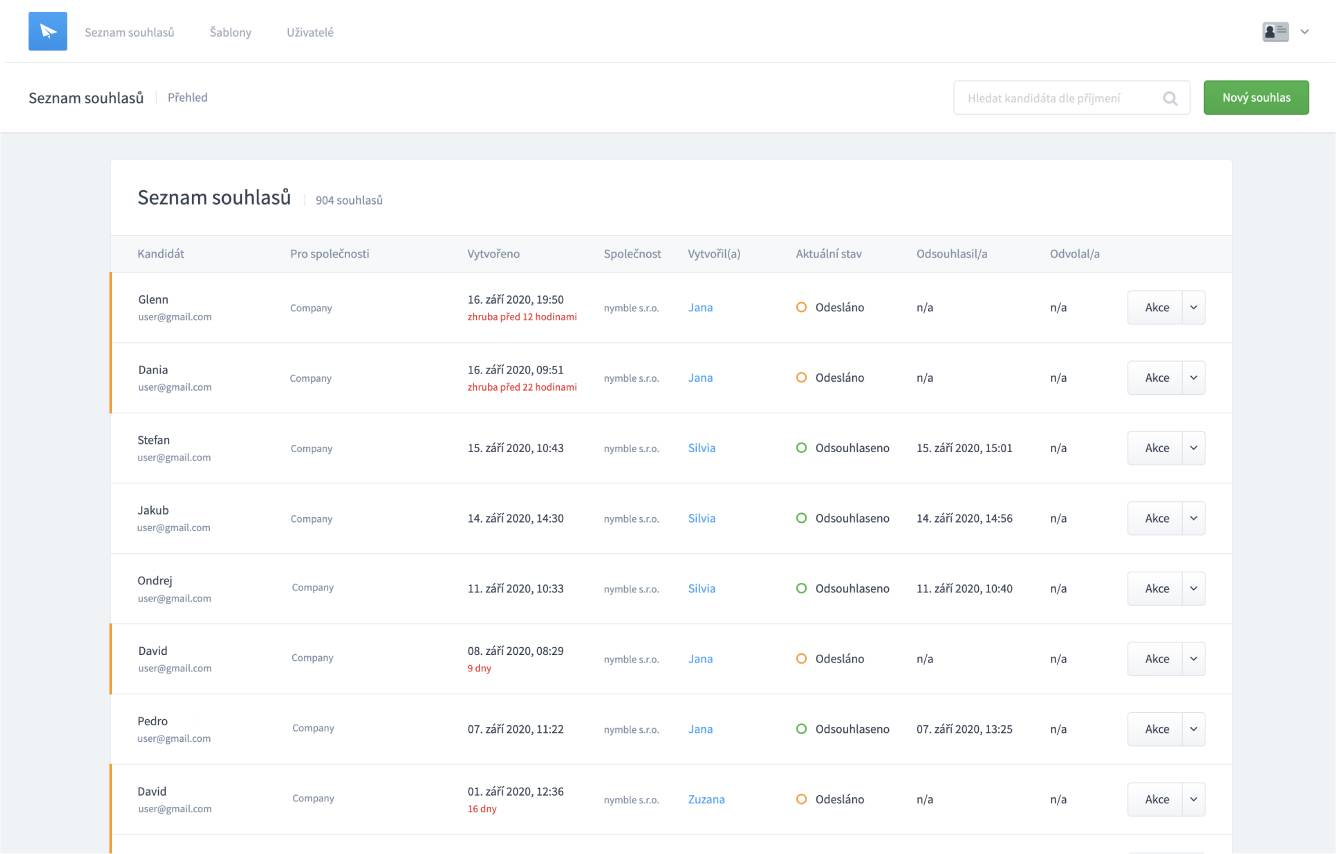 Seznam souhlasů Šablony Uživatelé
Seznam souhlasů Přehled Hledat kandidáta dle příjmení Nový souhlas
Seznam souhlasů 904 souhlasů
Kandidát Pro společnosti Vytvořeno Společnost Vytvořil(a) Aktuální stav Odsouhlasil/a Odvolal/a
Glenn
user@gmail.com
Company
16. září 2020, 19:50
zhruba před 12 hodinami
nymble s.r.o. Jana Odesláno n/a n/a Akce
Dania
user@gmail.com
Company
16. září 2020, 09:51
zhruba před 22 hodinami
nymble s.r.o. Jana Odesláno n/a n/a Akce
Stefan
user@gmail.com
Company
15. září 2020, 10:43
nymble s.r.o. Silvia Odsouhlaseno 15. září 2020, 15:01 n/a Akce
Jakub
user@gmail.com
Company
14. září 2020, 14:30
nymble s.r.o. Silvia Odsouhlaseno 14. září 2020, 14:56 n/a Akce
Ondrej
user@gmail.com
Company
11. září 2020, 10:33
nymble s.r.o. Silvia Odsouhlaseno 11. září 2020, 10:40 n/a Akce
David
user@gmail.com
Company
08. září 2020, 08:29
9 dny
nymble s.r.o. Jana Odesláno n/a n/a Akce
Pedro
user@gmail.com
Company
07. září 2020, 11:22
nymble s.r.o. Jana Odsouhlaseno 07. září 2020, 13:25 n/a Akce
David
user@gmail.com
Company
01. září 2020, 12:36
16 dny
nymble s.r.o. Zuzana Odesláno n/a n/a Akce